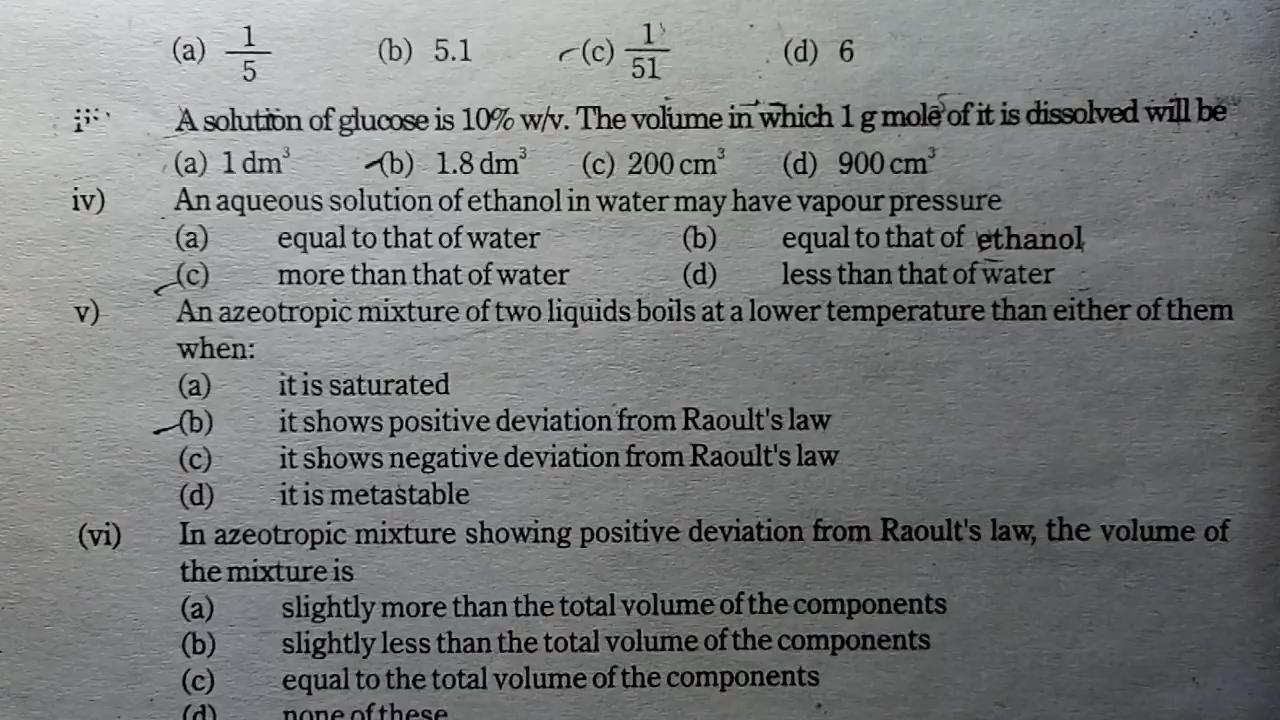 (a) 1/5 (b) 5.1 (c) 1/51 (d) 6
A solution of glucose is 10% w/v. The volume in which 1 g mole of it is dissolved will be
(a) 1 dm³ (b) 1.8 dm³ (c) 200 cm³ (d) 900 cm³
iv) An aqueous solution of ethanol in water may have vapour pressure
(a) equal to that of water (b) equal to that of ethanol
(c) more than that of water (d) less than that of water
v) An azeotropic mixture of two liquids boils at a lower temperature than either of them
when:
(a) it is saturated
(b) it shows positive deviation from Raoult's law
(c) it shows negative deviation from Raoult's law
(d) it is metastable
(vi) In azeotropic mixture showing positive deviation from Raoult's law, the volume of
the mixture is
(a) slightly more than the total volume of the components
(b) slightly less than the total volume of the components
(c) equal to the total volume of the components
(d) none of these